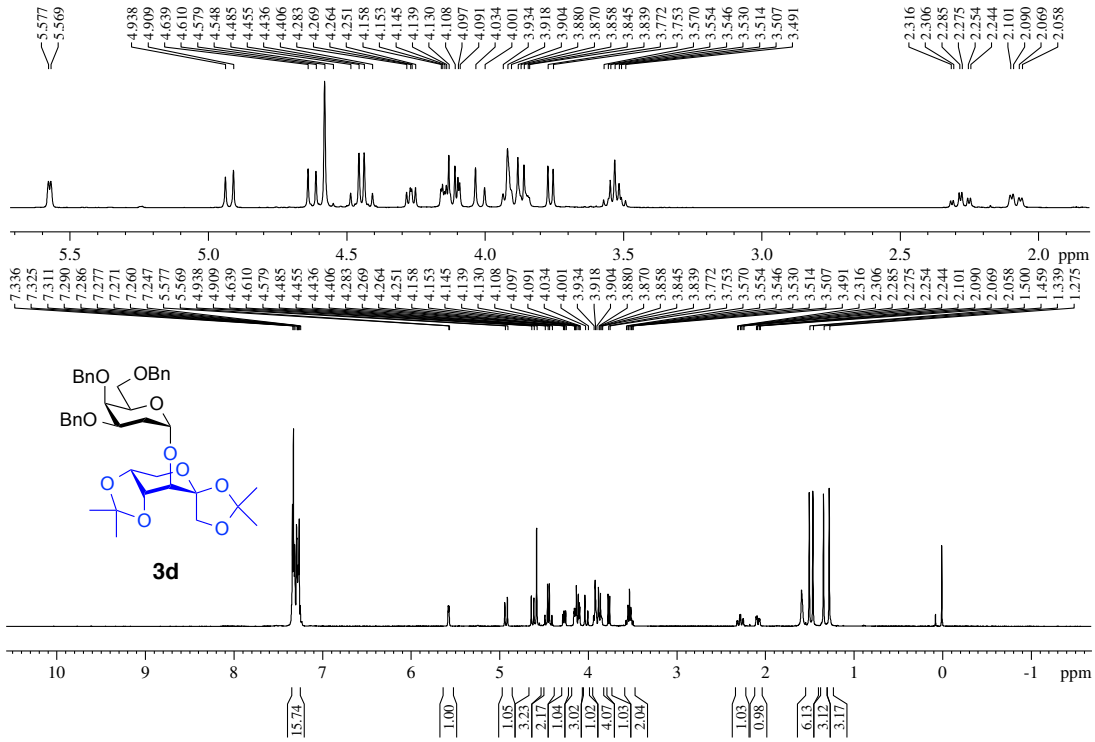 5.577 5.569 4.938 4.909 4.639 4.610 4.579 4.548 4.485 4.455 4.436 4.406 4.283 4.269 4.264 4.251 4.158 4.153 4.145 4.139 4.130 4.108 4.097 4.091 4.034 4.001 3.934 3.918 3.904 3.880 3.870 3.858 3.845 3.839 3.772 3.753 3.570 3.554 3.546 3.530 3.514 3.507 3.491 2.316 2.306 2.285 2.275 2.254 2.244 2.101 2.090 2.069 2.058
5.5 5.0 4.5 4.0 3.5 3.0 2.5 2.0 ppm
7.336 7.325 7.311 7.290 7.286 7.277 7.271 7.260 7.247 5.577 5.569 4.938 4.909 4.639 4.610 4.579 4.548 4.485 4.455 4.436 4.406 4.283 4.269 4.264 4.251 4.158 4.153 4.145 4.139 4.130 4.108 4.097 4.091 4.034 4.001 3.934 3.918 3.904 3.880 3.870 3.858 3.845 3.839 3.772 3.753 3.570 3.554 3.546 3.530 3.514 3.507 3.491 2.316 2.306 2.285 2.275 2.254 2.244 2.101 2.090 2.069 2.058 1.500 1.459 1.339 1.275
BnO OBn
O
BnO
O
O
O O
O O
3d
10 9 8 7 6 5 4 3 2 1 0 -1 ppm
15.74 1.00 1.05 3.23 2.17 1.04 3.02 1.02 4.07 1.03 2.04 1.03 0.98 6.13 3.12 3.17